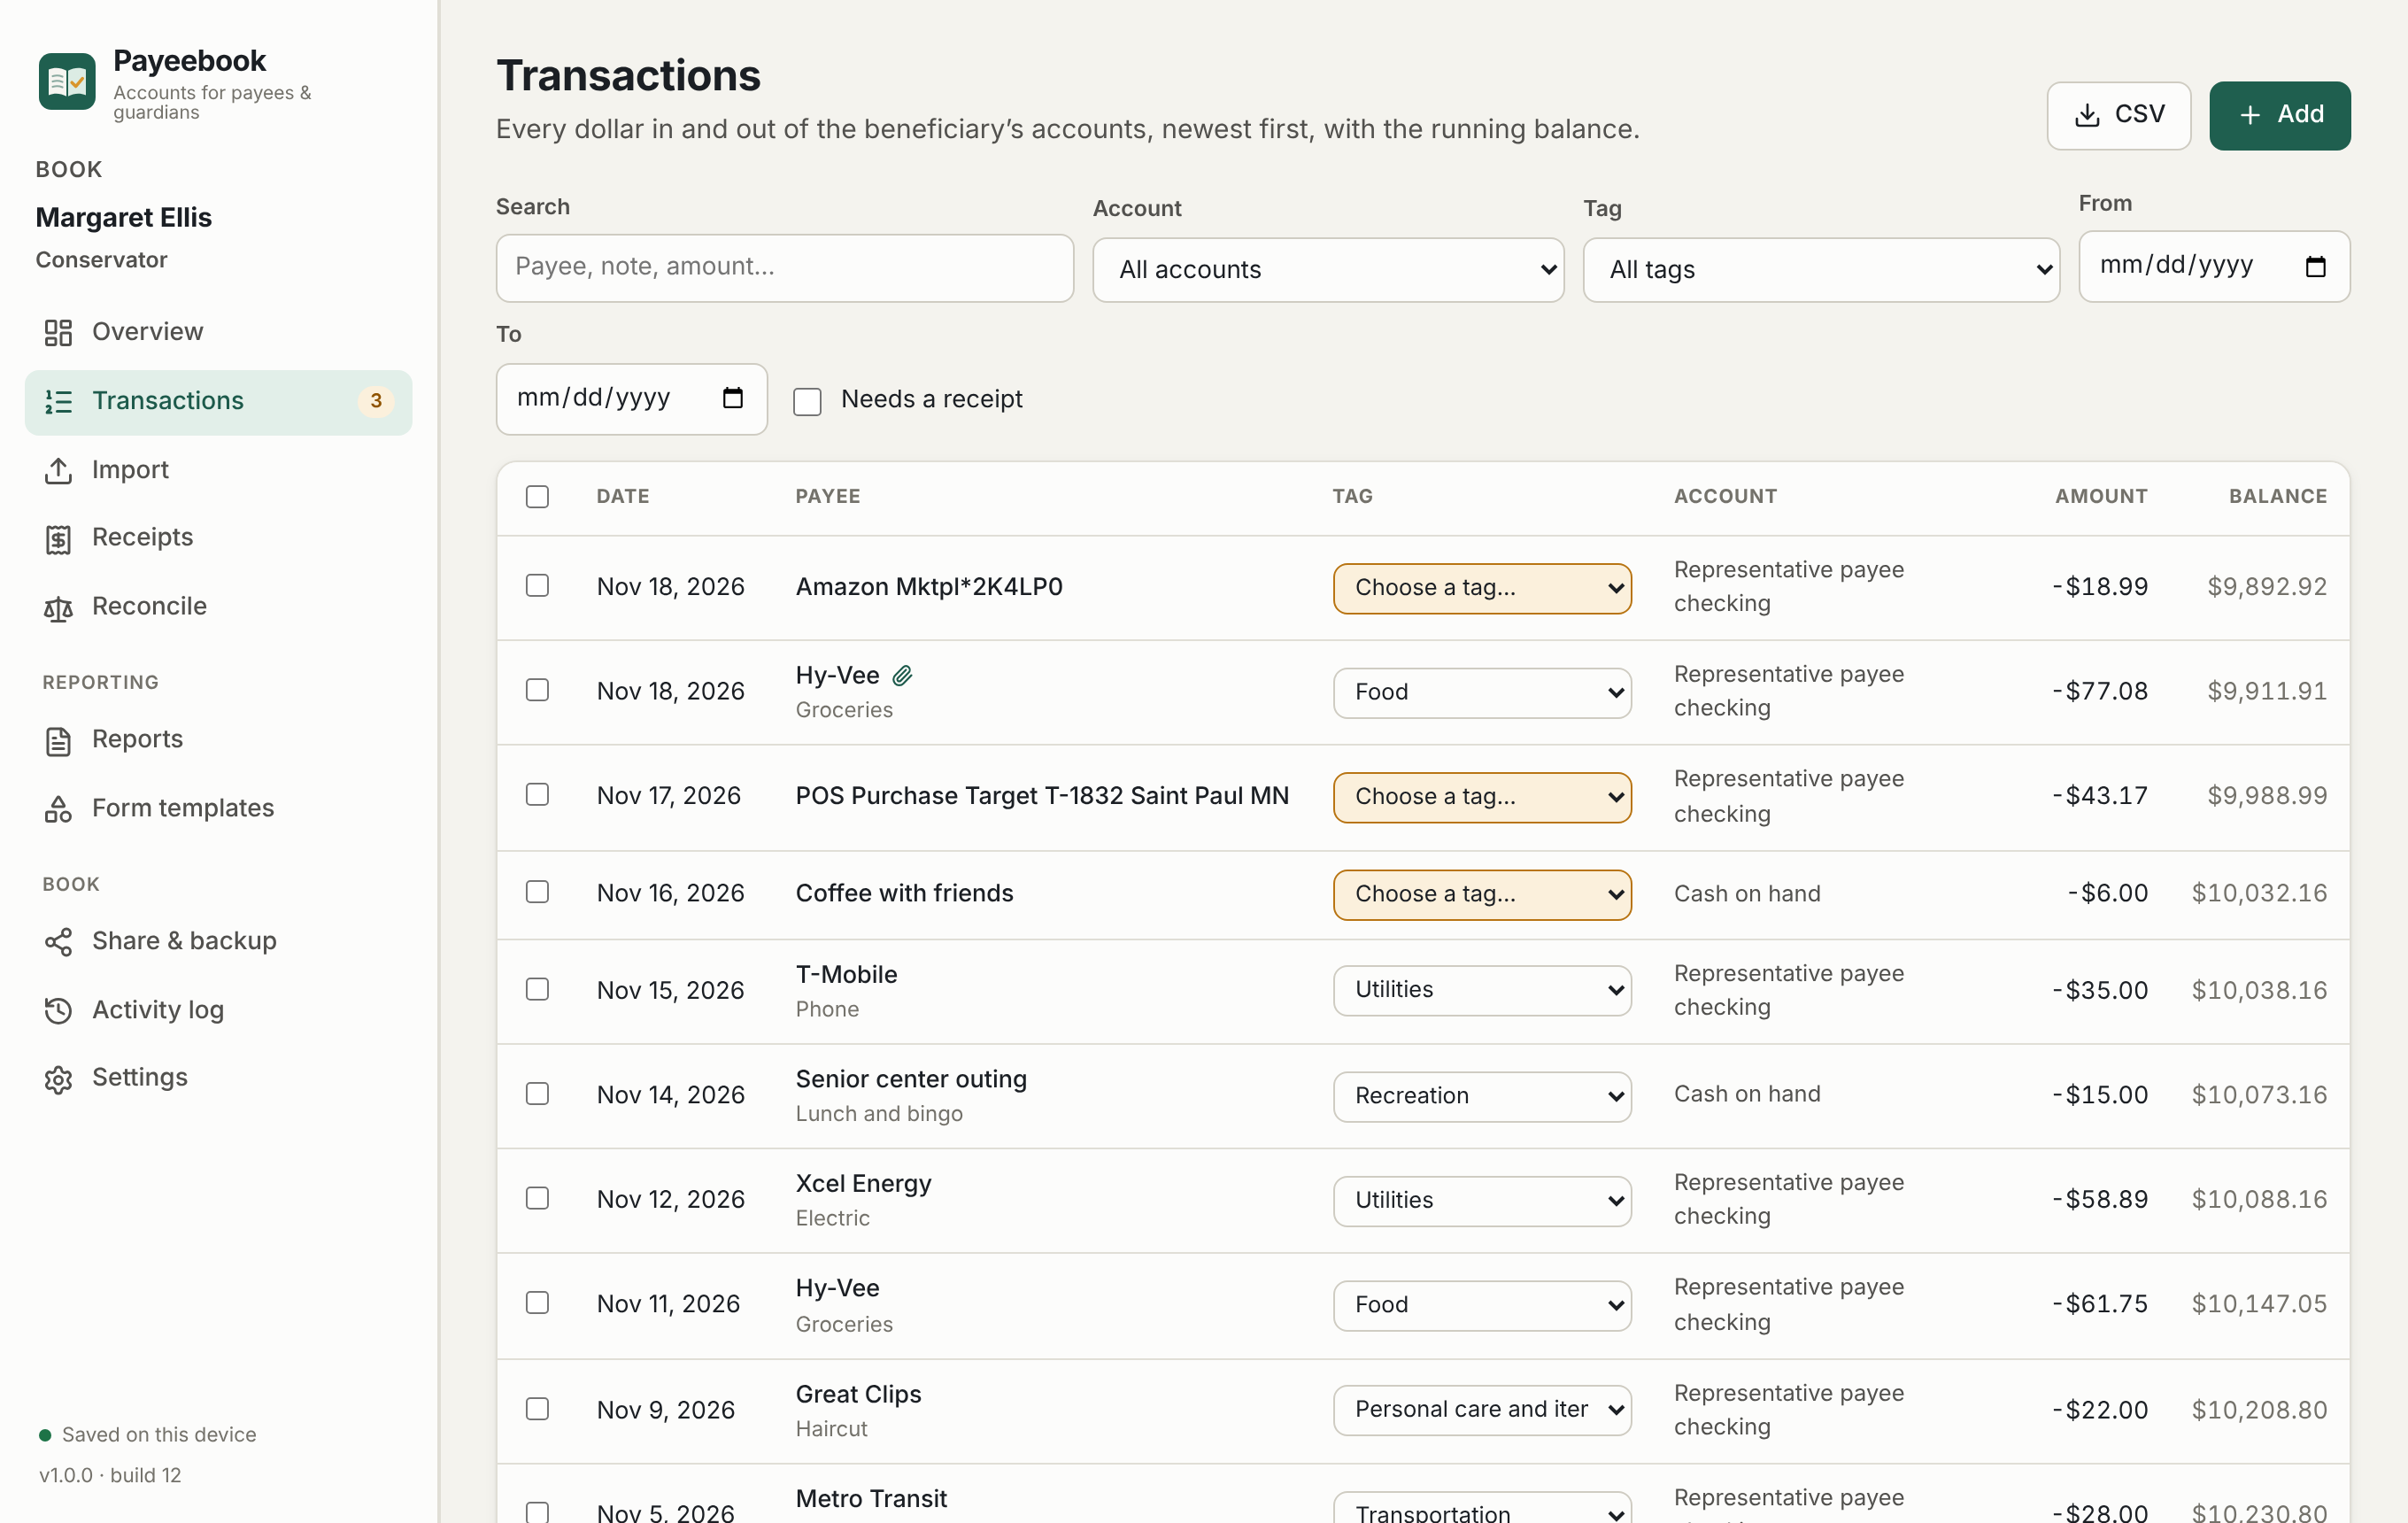 Payeebook
Accounts for payees &
guardians
BOOK
Margaret Ellis
Conservator
Overview
Transactions 3
Import
Receipts
Reconcile
REPORTING
Reports
Form templates
BOOK
Share & backup
Activity log
Settings
Saved on this device
v1.0.0 · build 12
Transactions
Every dollar in and out of the beneficiary’s accounts, newest first, with the running balance.
CSV
Add
Search
Payee, note, amount...
Account
All accounts
Tag
All tags
From
mm/dd/yyyy
To
mm/dd/yyyy
Needs a receipt
DATE PAYEE TAG ACCOUNT AMOUNT BALANCE
Nov 18, 2026 Amazon Mktpl*2K4LP0 Choose a tag... Representative payee -$18.99 $9,892.92
checking
Nov 18, 2026 Hy-Vee Food Representative payee -$77.08 $9,911.91
Groceries checking
Nov 17, 2026 POS Purchase Target T-1832 Saint Paul MN Choose a tag... Representative payee -$43.17 $9,988.99
checking
Nov 16, 2026 Coffee with friends Choose a tag... Cash on hand -$6.00 $10,032.16
Nov 15, 2026 T-Mobile Utilities Representative payee -$35.00 $10,038.16
Phone checking
Nov 14, 2026 Senior center outing Recreation Cash on hand -$15.00 $10,073.16
Lunch and bingo
Nov 12, 2026 Xcel Energy Utilities Representative payee -$58.89 $10,088.16
Electric checking
Nov 11, 2026 Hy-Vee Food Representative payee -$61.75 $10,147.05
Groceries checking
Nov 9, 2026 Great Clips Personal care and iter Representative payee -$22.00 $10,208.80
Haircut checking
Nov 5, 2026 Metro Transit Transportation Representative payee -$28.00 $10,230.80